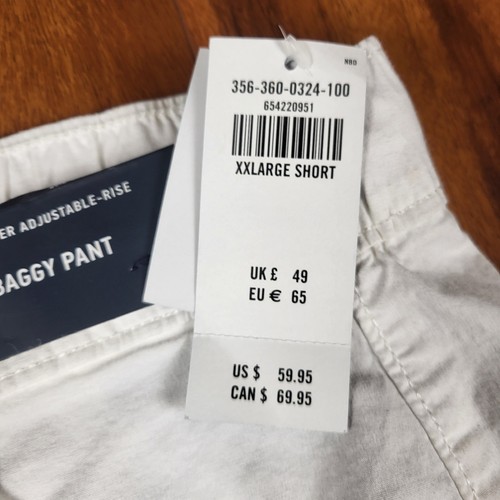 NBD
356-360-0324-100
654220951
XXLARGE SHORT
ER ADJUSTABLE-RISE
BAGGY PANT
UK £ 49
EU € 65
US $ 59.95
CAN $ 69.95